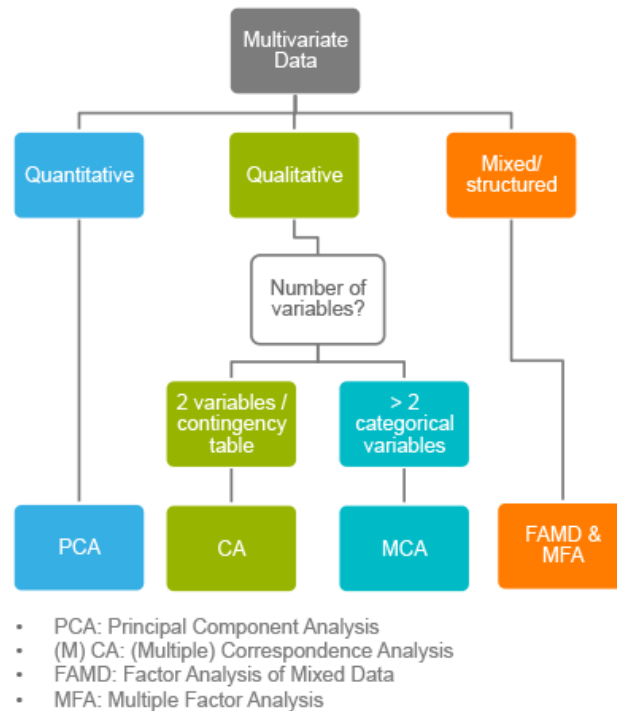 Multivariate
Data
Quantitative
Qualitative
Mixed/
structured
Number of
variables?
2 variables /
contingency
table
> 2
categorical
variables
PCA
CA
MCA
FAMD &
MFA
• PCA: Principal Component Analysis
• (M) CA: (Multiple) Correspondence Analysis
• FAMD: Factor Analysis of Mixed Data
• MFA: Multiple Factor Analysis